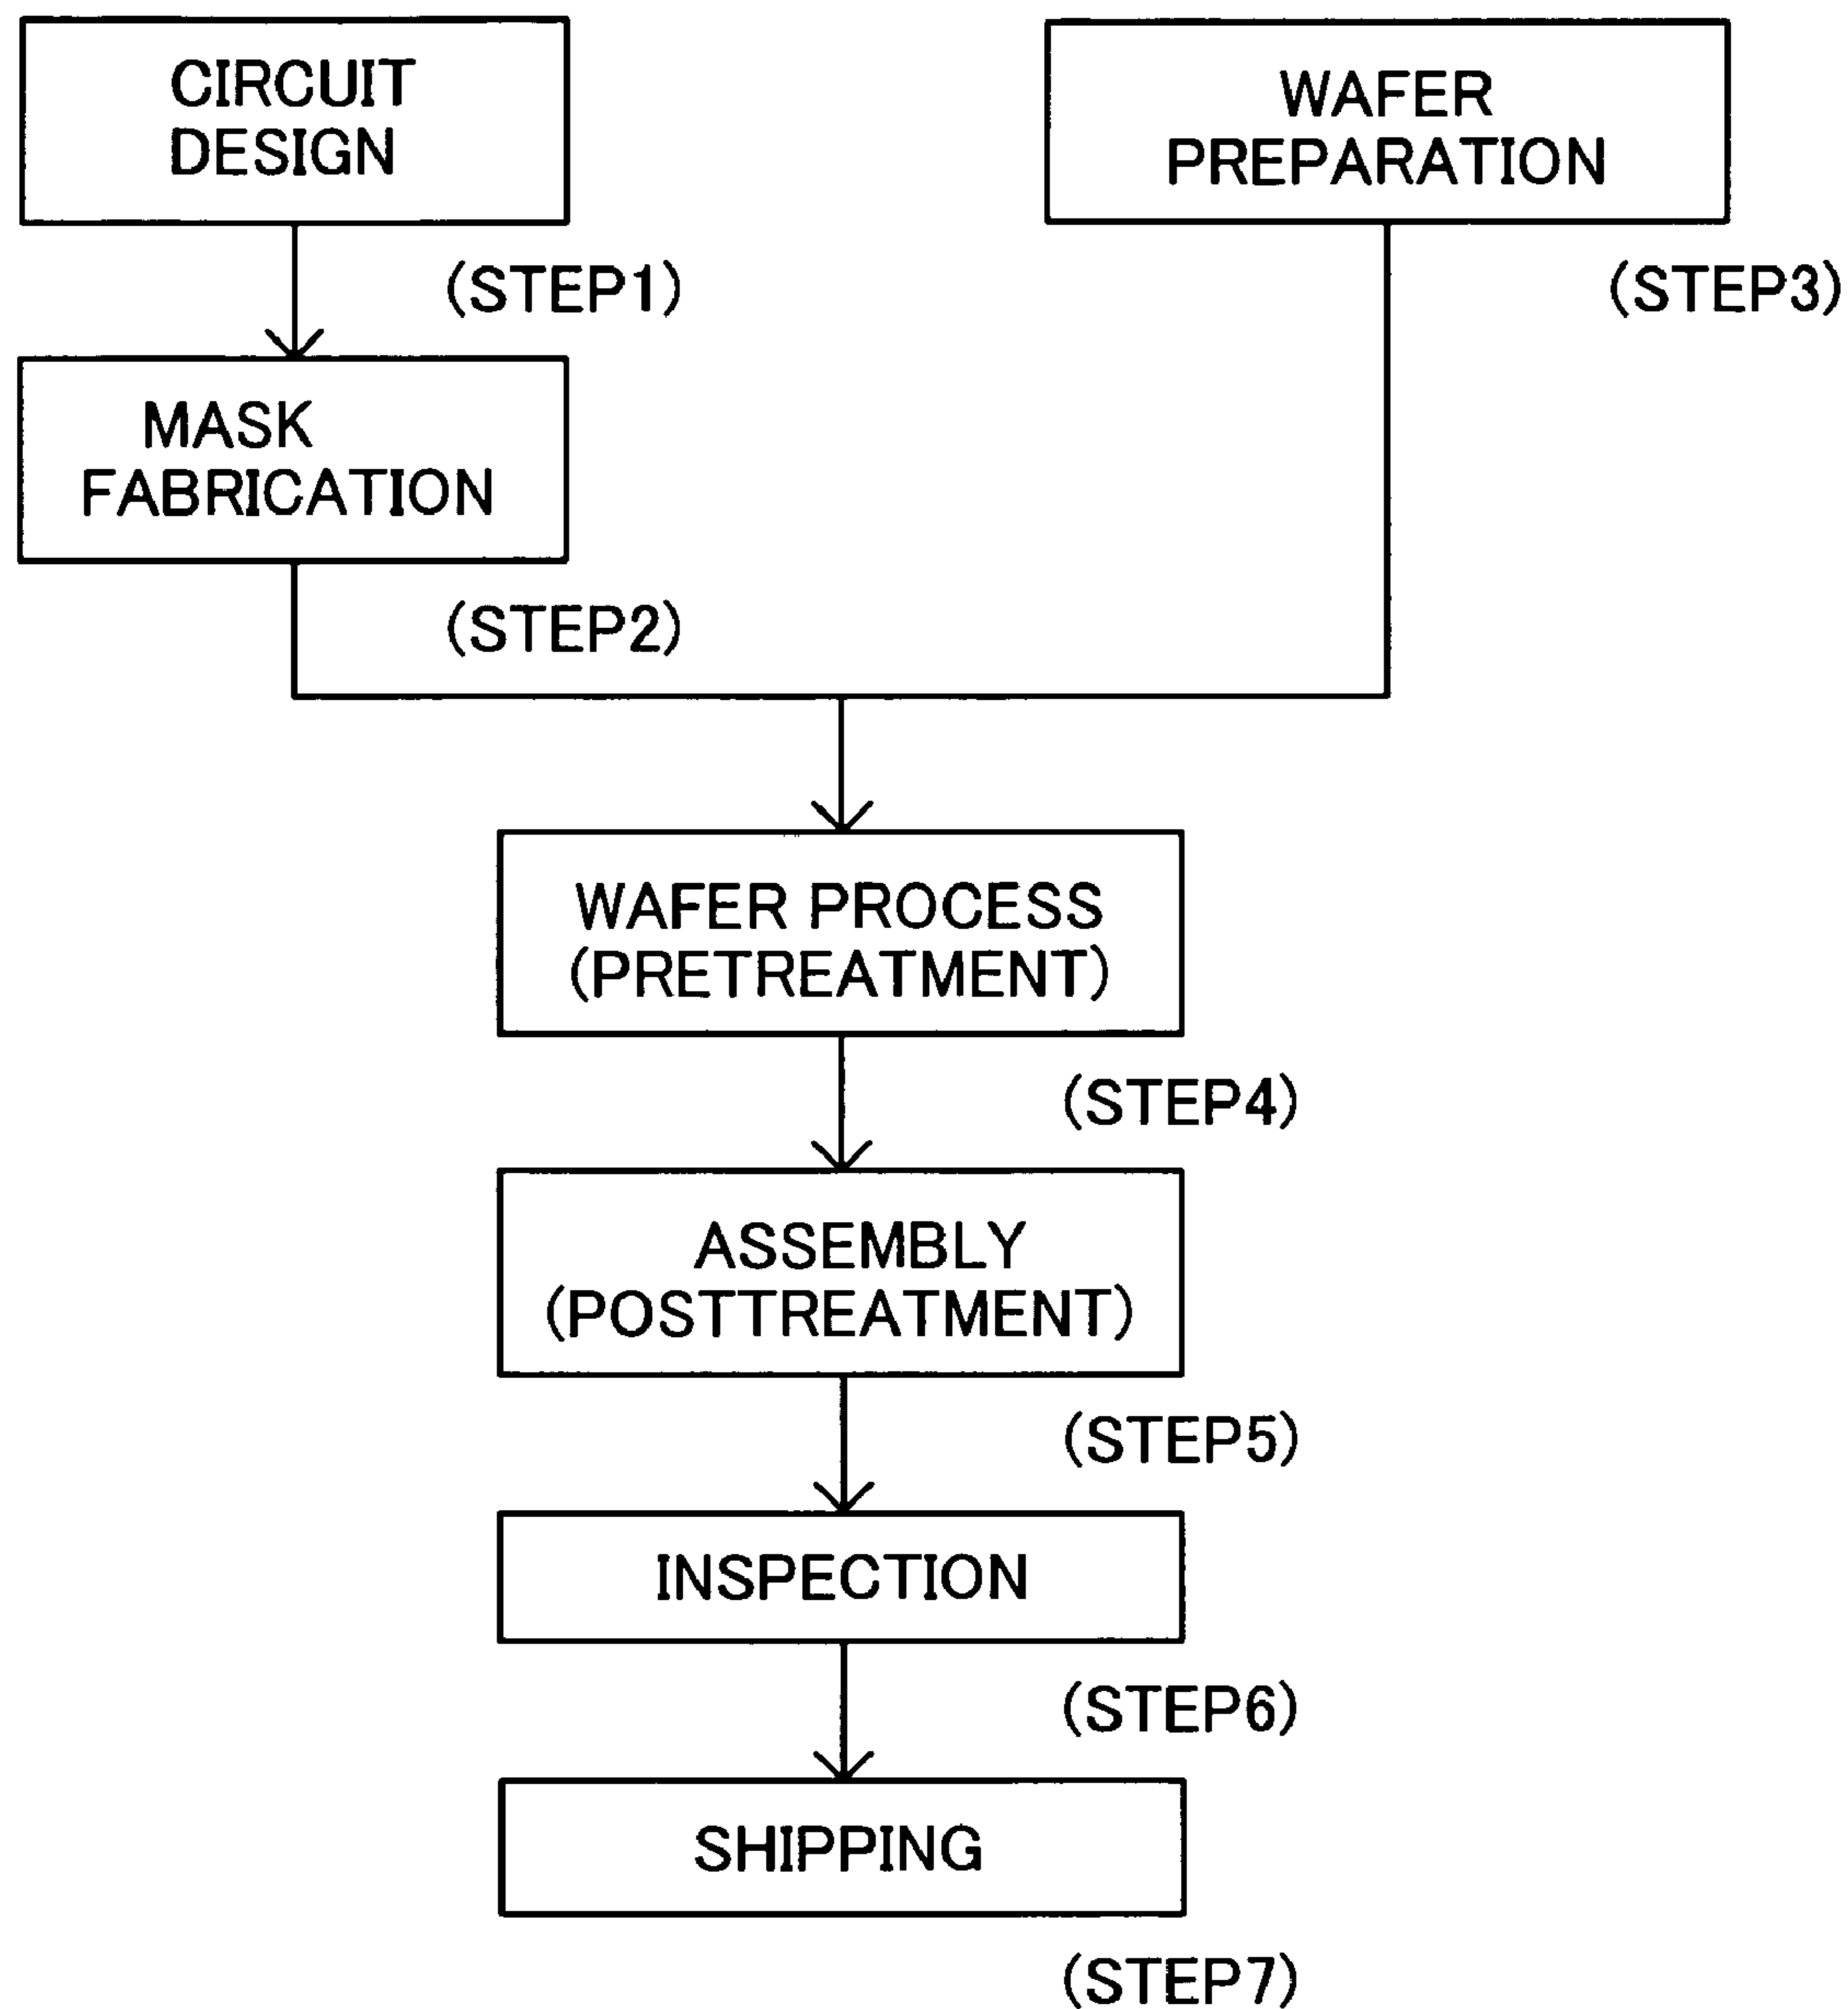 CIRCUIT
DESIGN
(STEP1)
MASK
FABRICATION
(STEP2)
WAFER
PREPARATION
(STEP3)
WAFER PROCESS
(PRETREATMENT)
(STEP4)
ASSEMBLY
(POSTTREATMENT)
(STEP5)
INSPECTION
(STEP6)
SHIPPING
(STEP7)